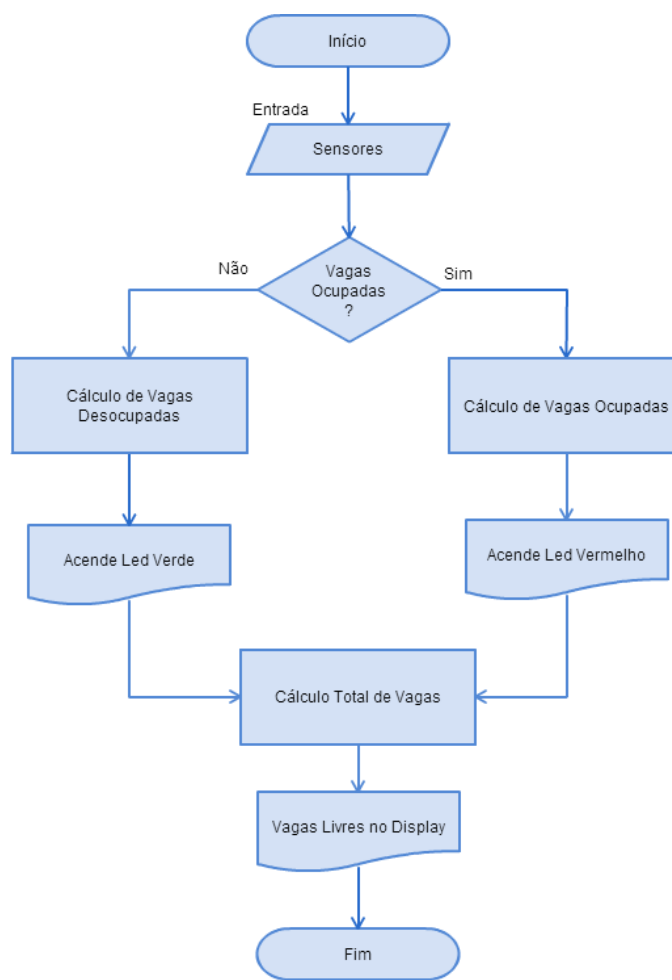 Início
Entrada
Sensores
Não
Vagas
Ocupadas
?
Sim
Cálculo de Vagas
Desocupadas
Cálculo de Vagas Ocupadas
Acende Led Verde
Acende Led Vermelho
Cálculo Total de Vagas
Vagas Livres no Display
Fim